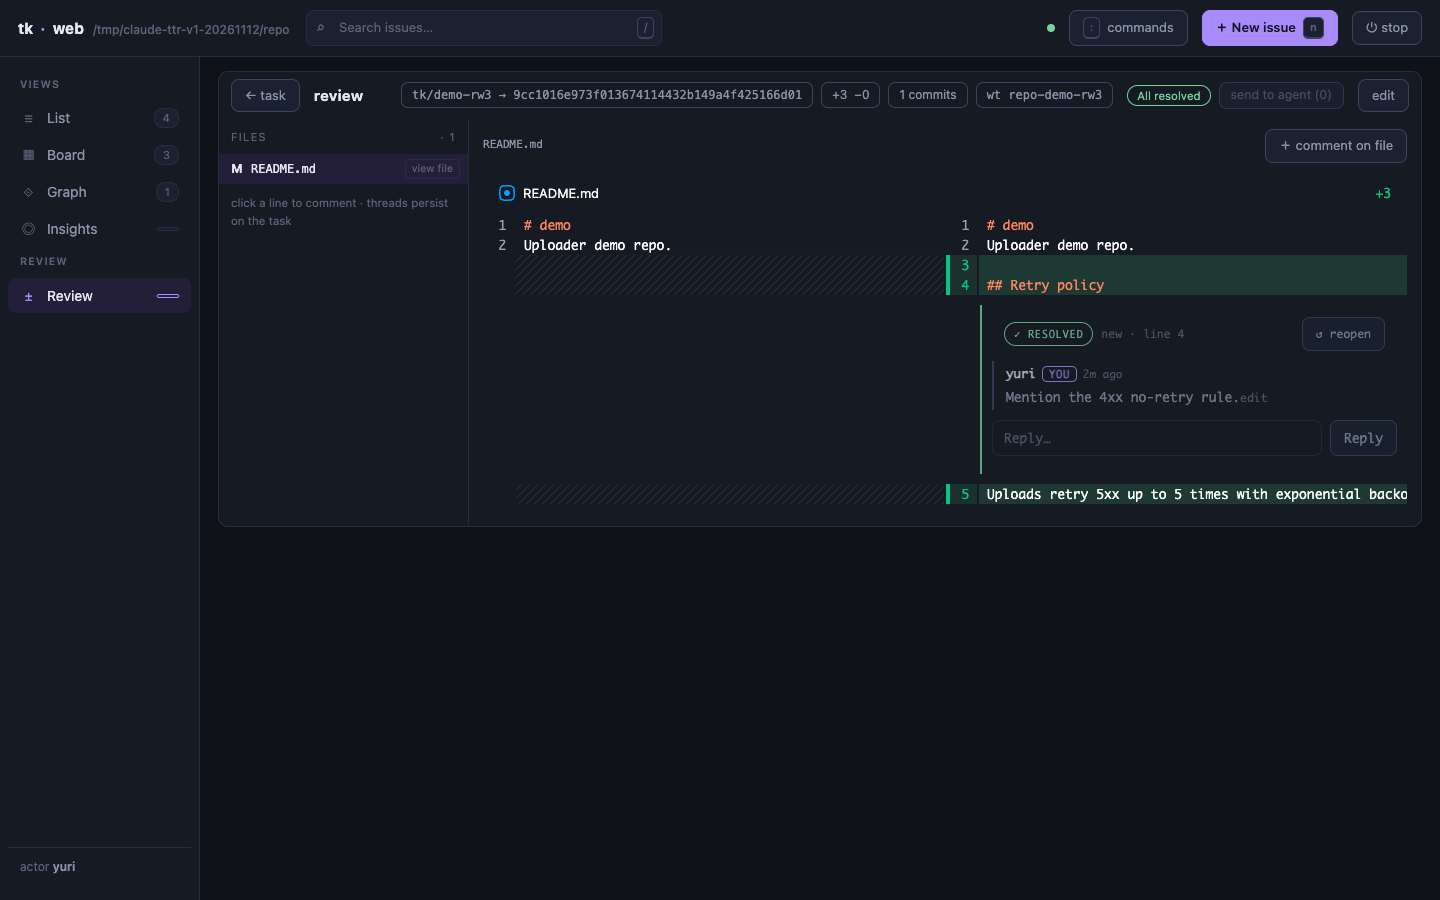 tk · web /tmp/claude-ttr-v1-20261112/repo
Search issues...
/
: commands
+ New issue n
stop
VIEWS
List 4
Board 3
Graph 1
Insights
REVIEW
± Review
actor yuri
← task
review
tk/demo-rw3 → 9cc1016e973f013674114432b149a4f425166d01
+3 −0
1 commits
wt repo-demo-rw3
All resolved
send to agent (0)
edit
FILES · 1
M README.md view file
click a line to comment · threads persist
on the task
README.md
+ comment on file
README.md +3
1 # demo
2 Uploader demo repo.
1 # demo
2 Uploader demo repo.
3
4 ## Retry policy
✓ RESOLVED new · line 4
↺ reopen
yuri YOU 2m ago
Mention the 4xx no-retry rule.edit
Reply…
Reply
5 Uploads retry 5xx up to 5 times with exponential backo